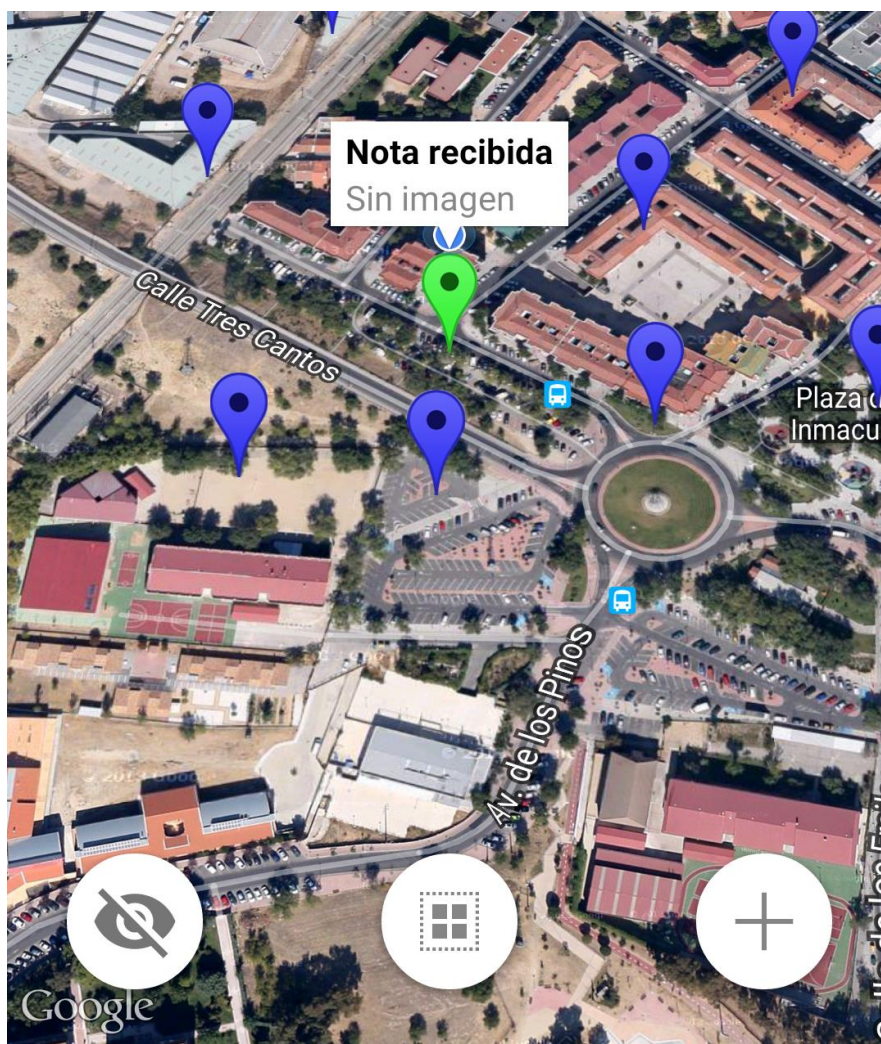 Nota recibida
Sin imagen
Calle Tres Cantos
Plaza d
Inmacu
Av. de los Pinos
Google